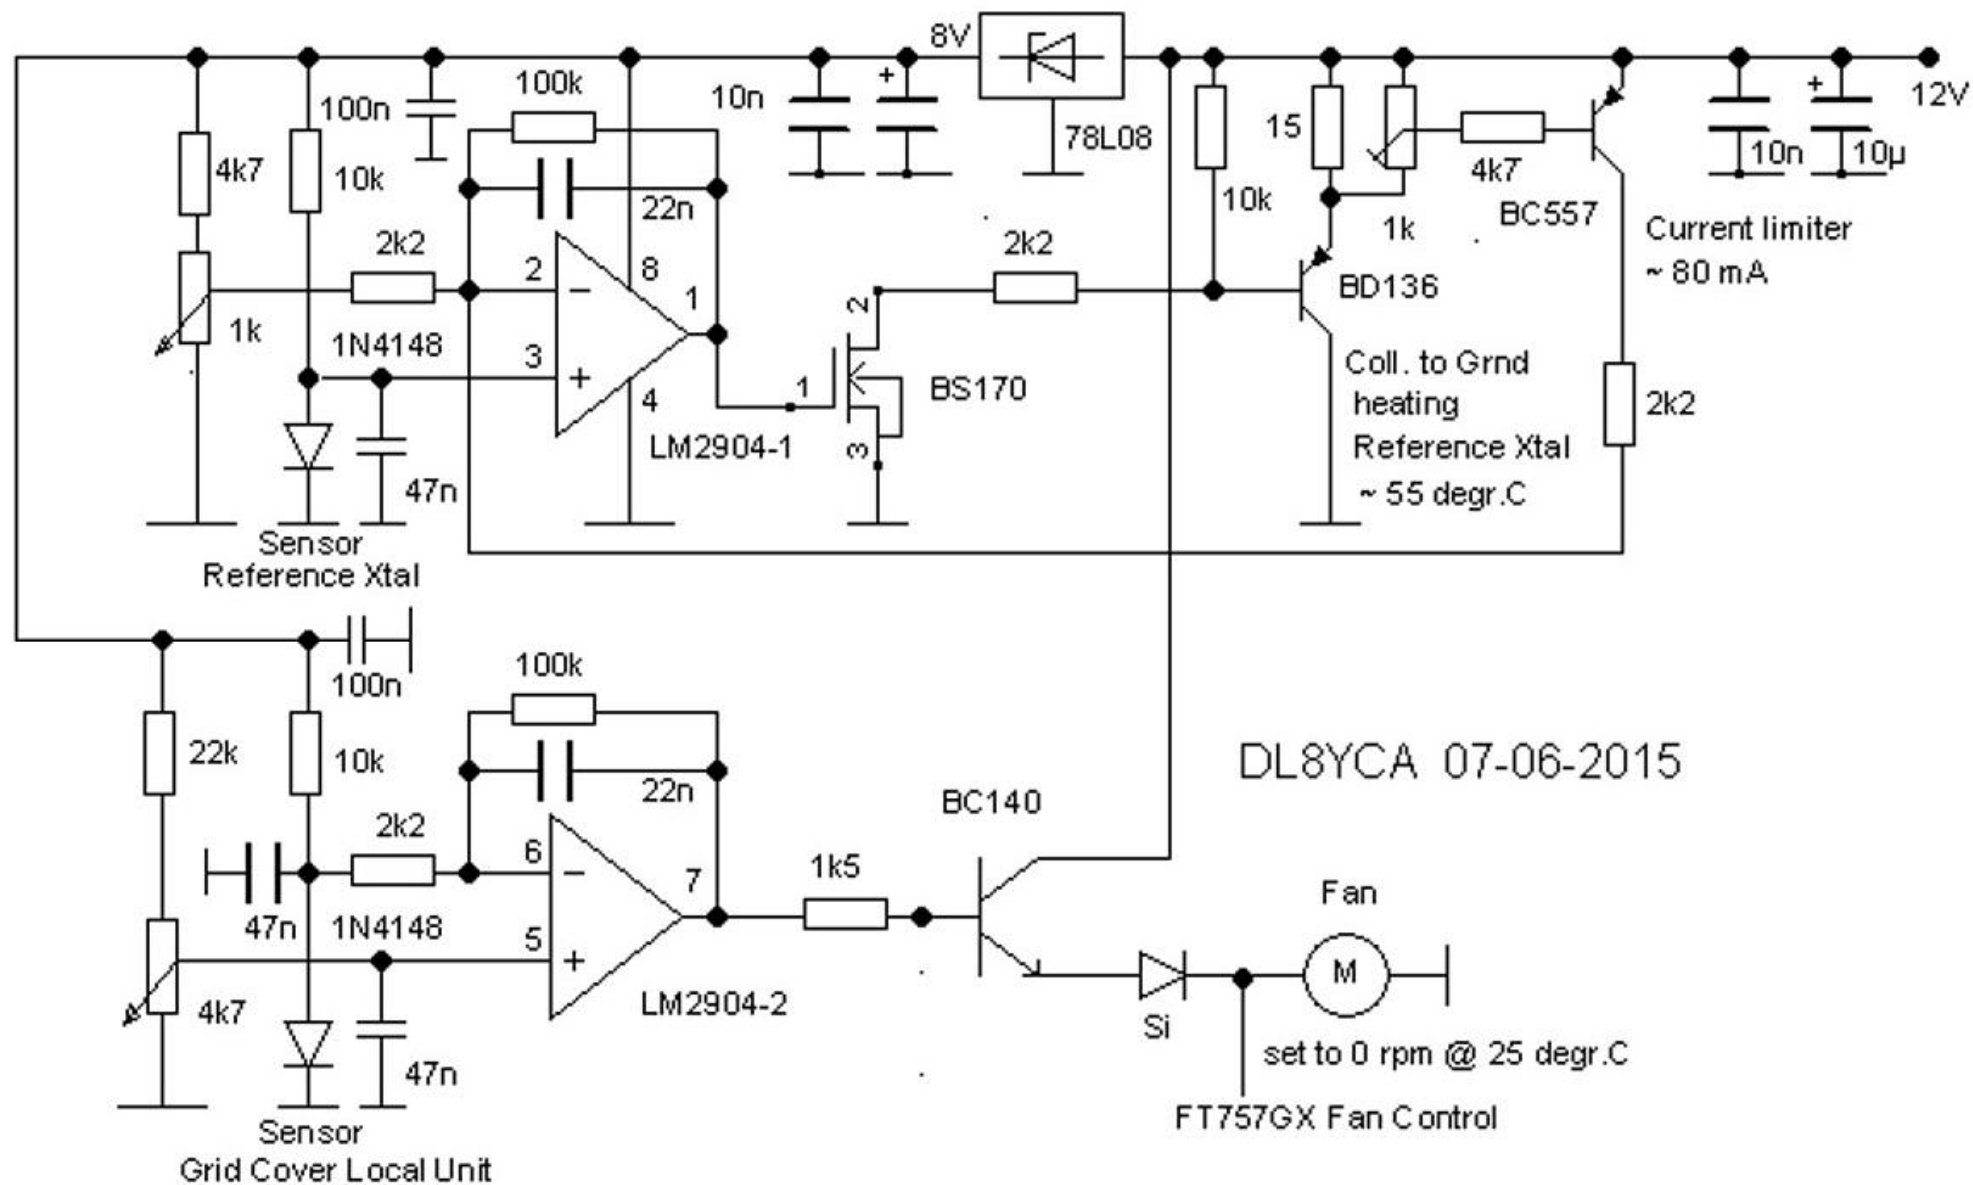 8V
12V
100k
10n
+
78L08
+
10n
10µ
100n
4k7
10k
22n
15
4k7
10k
BC557
1k
2k2
2k2
Current limiter
~ 80 mA
2
8
1
-
1k
1N4148
3
+
4
2
1
3
BS170
BD136
LM2904-1
47n
Coll. to Grnd
heating
Reference Xtal
~ 55 degr.C
2k2
Sensor
Reference Xtal
100n
100k
22k
10k
22n
2k2
6
-
7
47n
1N4148
5
+
4k7
47n
LM2904-2
1k5
BC140
DL8YCA 07-06-2015
Fan
M
Si
set to 0 rpm @ 25 degr.C
FT757GX Fan Control
Sensor
Grid Cover Local Unit